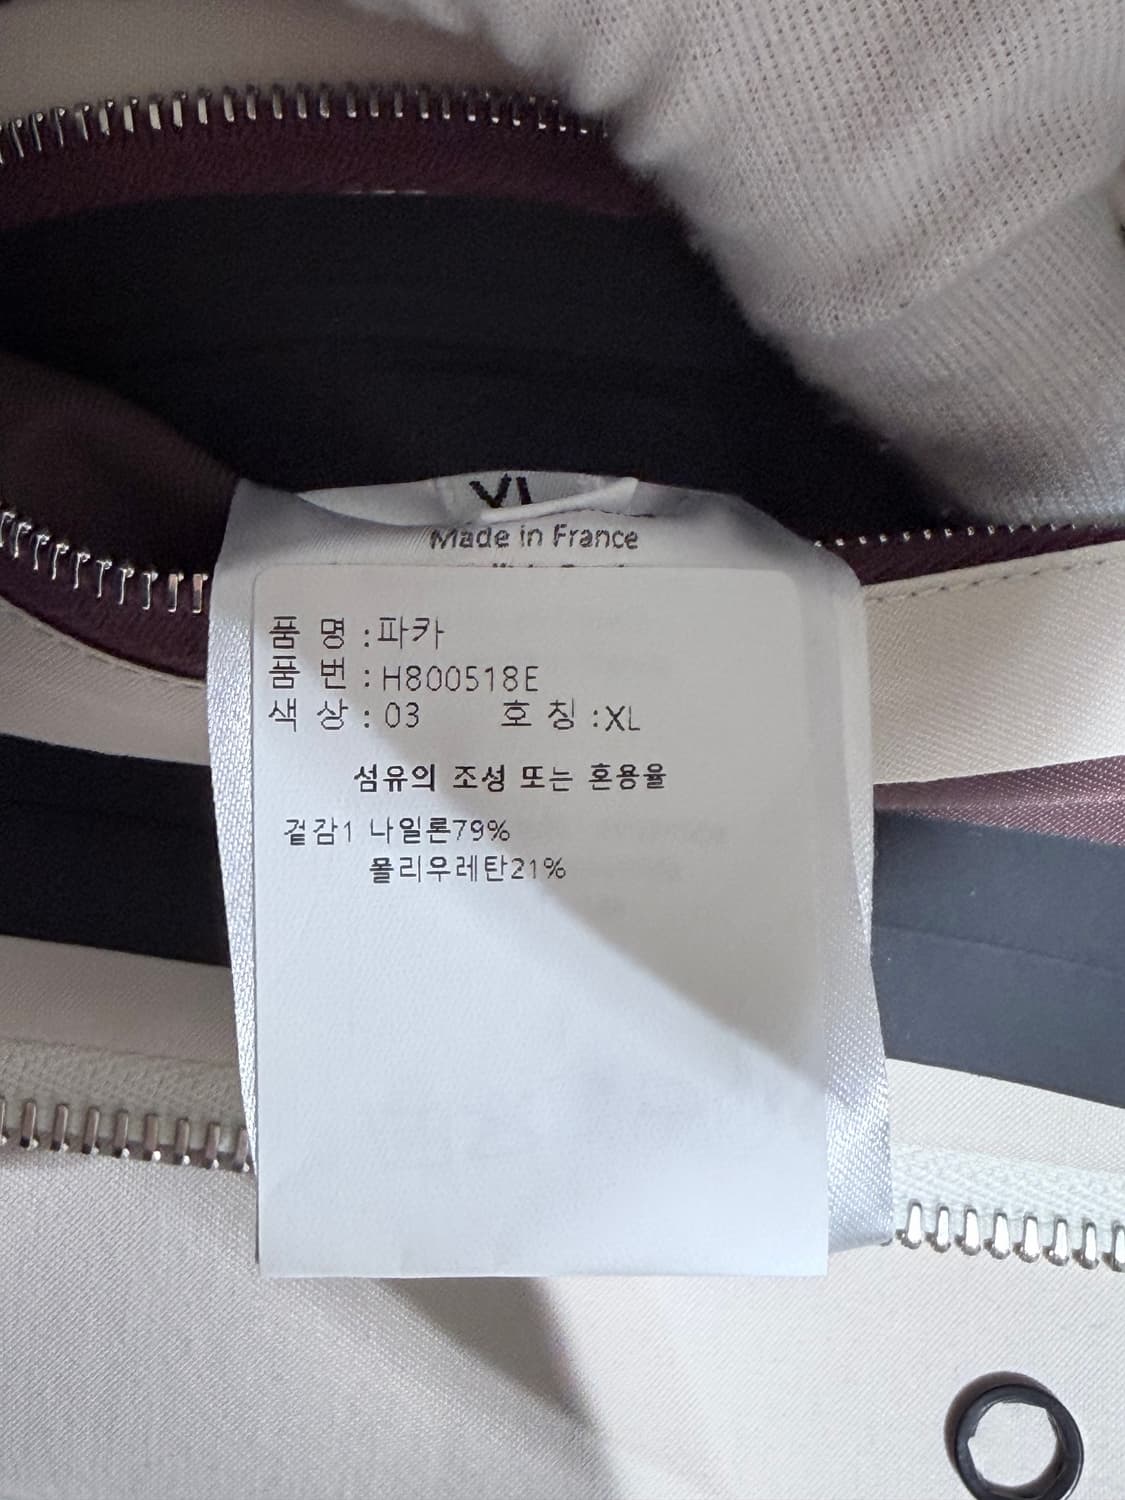 XL
Made in France
품 명 :파카
품 번 : H800518E
색 상 : 03 호 칭 :XL
섬유의 조성 또는 혼용율
겉감1 나일론79%
폴리우레탄21%